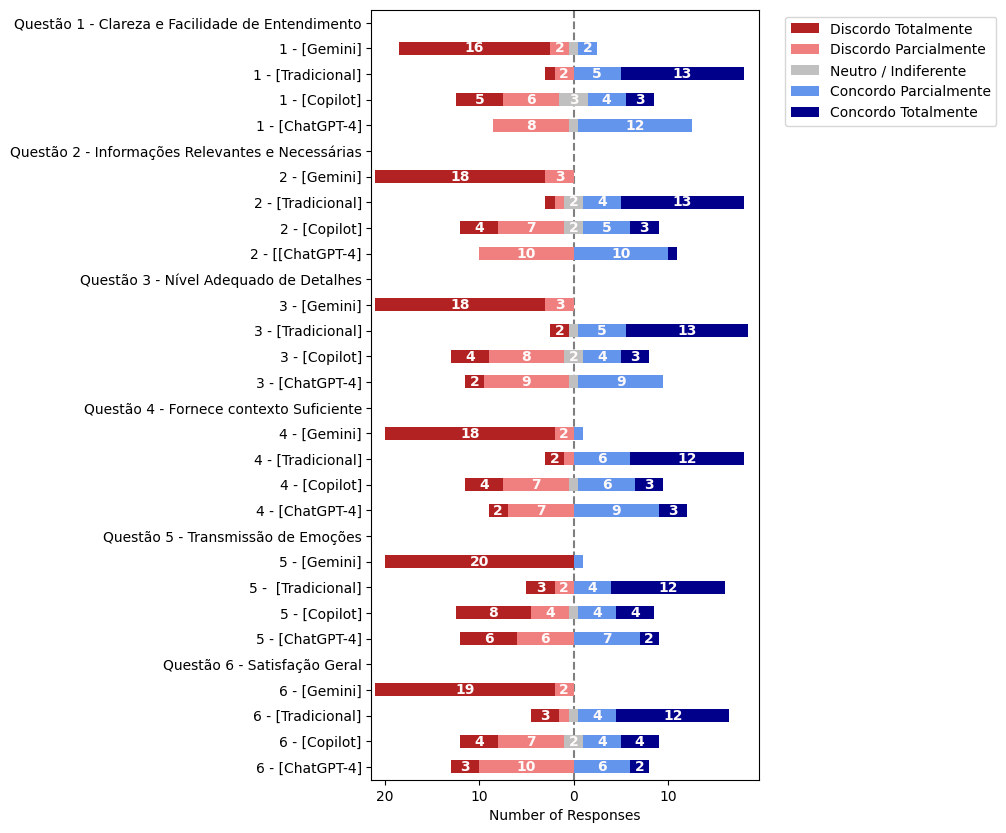 Questão 1 - Clareza e Facilidade de Entendimento
1 - [Gemini] 16 2 2
1 - [Tradicional] 2 5 13
1 - [Copilot] 5 6 3 4 3
1 - [ChatGPT-4] 8 12
Questão 2 - Informações Relevantes e Necessárias
2 - [Gemini] 18 3
2 - [Tradicional] 2 4 13
2 - [Copilot] 4 7 2 5 3
2 - [[ChatGPT-4] 10 10
Questão 3 - Nível Adequado de Detalhes
3 - [Gemini] 18 3
3 - [Tradicional] 2 5 13
3 - [Copilot] 4 8 2 4 3
3 - [ChatGPT-4] 2 9 9
Questão 4 - Fornece contexto Suficiente
4 - [Gemini] 18 2
4 - [Tradicional] 2 6 12
4 - [Copilot] 4 7 6 3
4 - [ChatGPT-4] 2 7 9 3
Questão 5 - Transmissão de Emoções
5 - [Gemini] 20
5 -  [Tradicional] 3 2 4 12
5 - [Copilot] 8 4 4 4
5 - [ChatGPT-4] 6 6 7 2
Questão 6 - Satisfação Geral
6 - [Gemini] 19 2
6 - [Tradicional] 3 4 12
6 - [Copilot] 4 7 2 4 4
6 - [ChatGPT-4] 3 10 6 2
20 10 0 10
Number of Responses
Discordo Totalmente
Discordo Parcialmente
Neutro / Indiferente
Concordo Parcialmente
Concordo Totalmente